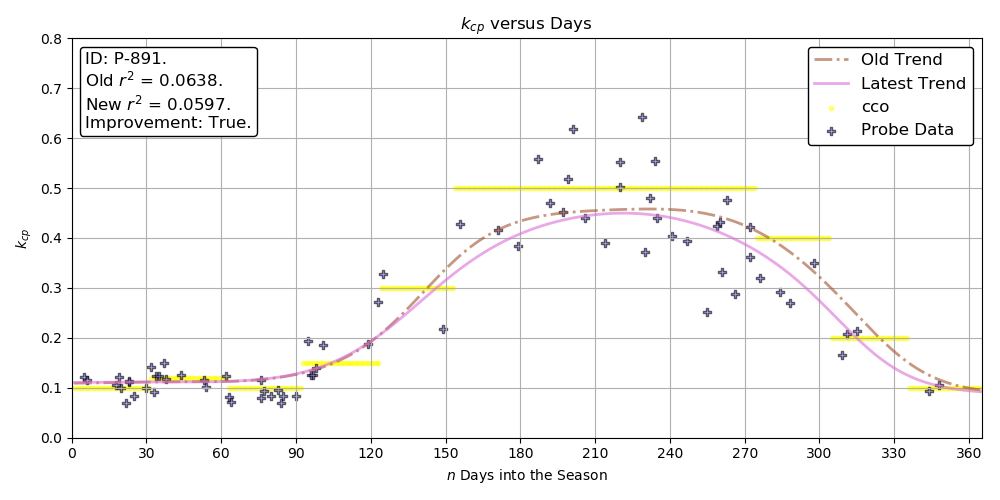 k_cp versus Days
ID: P-891.
Old r² = 0.0638.
New r² = 0.0597.
Improvement: True.
Old Trend
Latest Trend
cco
Probe Data
k_cp
0.8
0.7
0.6
0.5
0.4
0.3
0.2
0.1
0.0
0 30 60 90 120 150 180 210 240 270 300 330 360
n Days into the Season